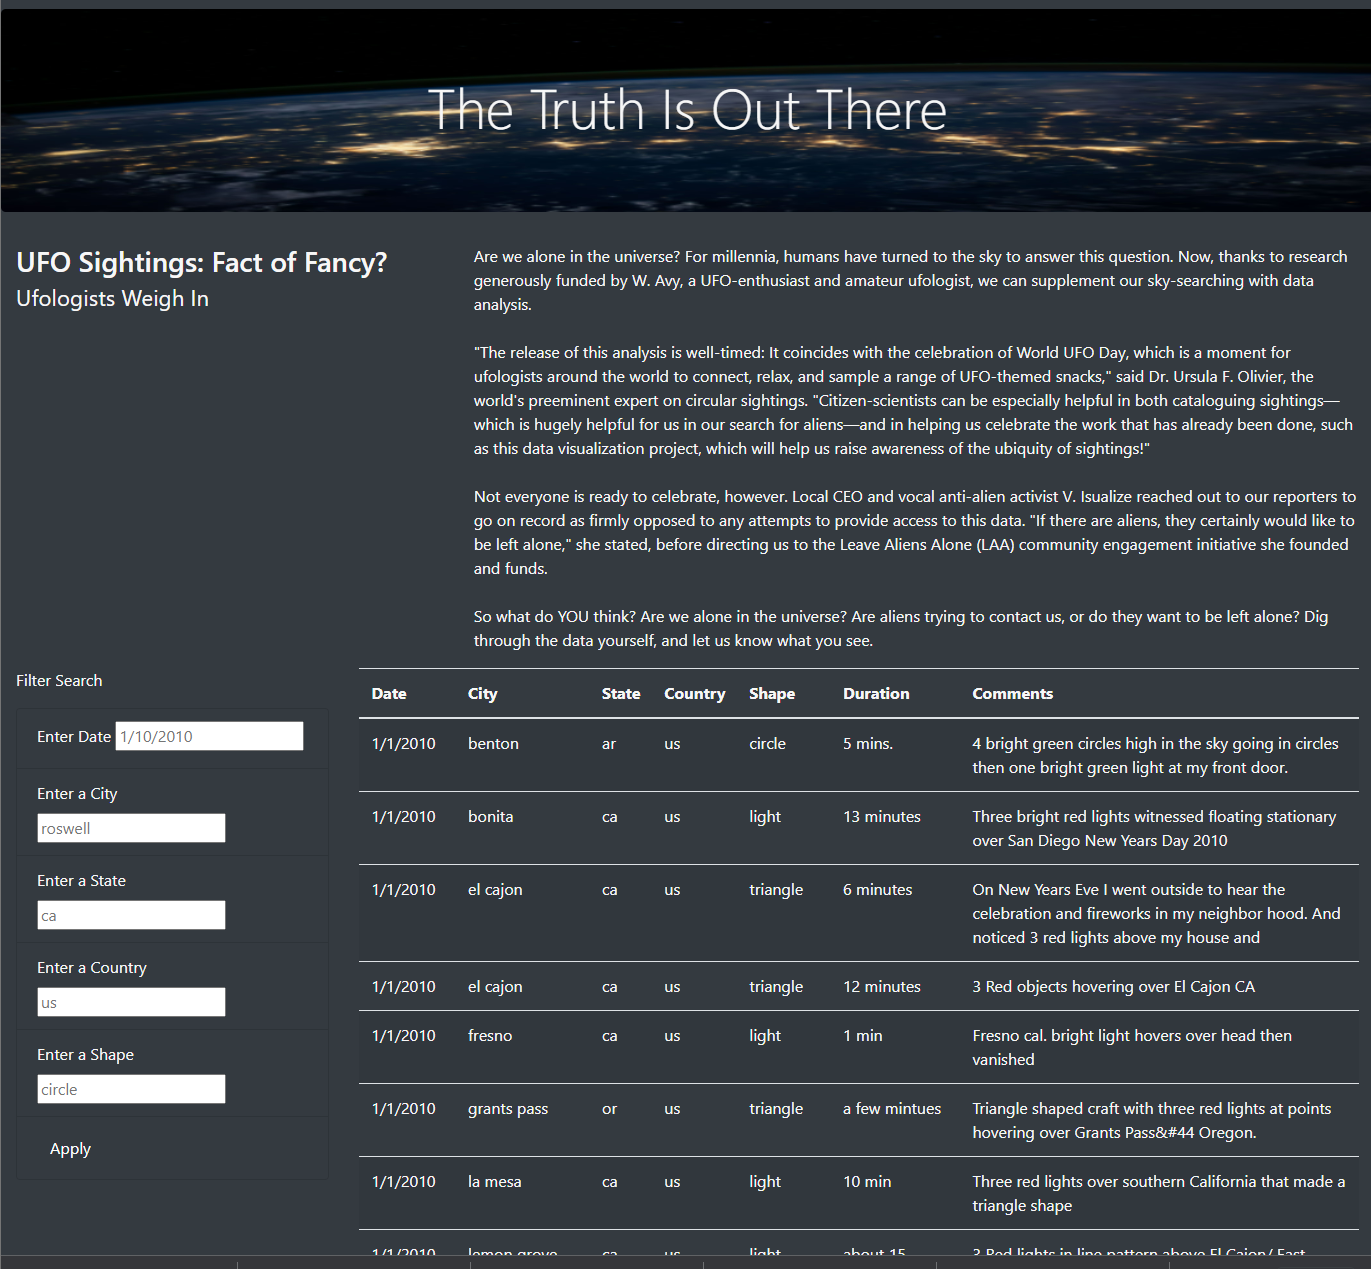 The Truth Is Out There
UFO Sightings: Fact of Fancy?
Ufologists Weigh In
Are we alone in the universe? For millennia, humans have turned to the sky to answer this question. Now, thanks to research
generously funded by W. Avy, a UFO-enthusiast and amateur ufologist, we can supplement our sky-searching with data
analysis.
"The release of this analysis is well-timed: It coincides with the celebration of World UFO Day, which is a moment for
ufologists around the world to connect, relax, and sample a range of UFO-themed snacks," said Dr. Ursula F. Olivier, the
world's preeminent expert on circular sightings. "Citizen-scientists can be especially helpful in both cataloguing sightings—
which is hugely helpful for us in our search for aliens—and in helping us celebrate the work that has already been done, such
as this data visualization project, which will help us raise awareness of the ubiquity of sightings!"
Not everyone is ready to celebrate, however. Local CEO and vocal anti-alien activist V. Isualize reached out to our reporters to
go on record as firmly opposed to any attempts to provide access to this data. "If there are aliens, they certainly would like to
be left alone," she stated, before directing us to the Leave Aliens Alone (LAA) community engagement initiative she founded
and funds.
So what do YOU think? Are we alone in the universe? Are aliens trying to contact us, or do they want to be left alone? Dig
through the data yourself, and let us know what you see.
Filter Search
Enter Date 1/10/2010
Enter a City
roswell
Enter a State
ca
Enter a Country
us
Enter a Shape
circle
Apply
Date City State Country Shape Duration Comments
1/1/2010 benton ar us circle 5 mins. 4 bright green circles high in the sky going in circles
then one bright green light at my front door.
1/1/2010 bonita ca us light 13 minutes Three bright red lights witnessed floating stationary
over San Diego New Years Day 2010
1/1/2010 el cajon ca us triangle 6 minutes On New Years Eve I went outside to hear the
celebration and fireworks in my neighbor hood. And
noticed 3 red lights above my house and
1/1/2010 el cajon ca us triangle 12 minutes 3 Red objects hovering over El Cajon CA
1/1/2010 fresno ca us light 1 min Fresno cal. bright light hovers over head then
vanished
1/1/2010 grants pass or us triangle a few mintues Triangle shaped craft with three red lights at points
hovering over Grants Pass&#44 Oregon.
1/1/2010 la mesa ca us light 10 min Three red lights over southern California that made a
triangle shape
1/1/2010 lemon grove ca us light about 15 3 Red lights in line pattern above El Cajon/ East